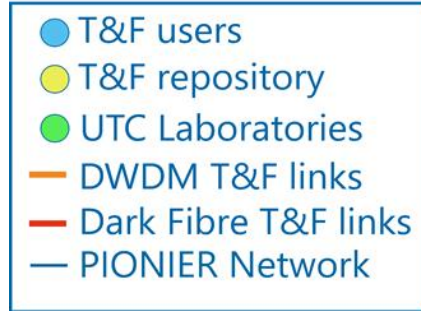 T&F users
T&F repository
UTC Laboratories
DWDM T&F links
Dark Fibre T&F links
PIONIER Network